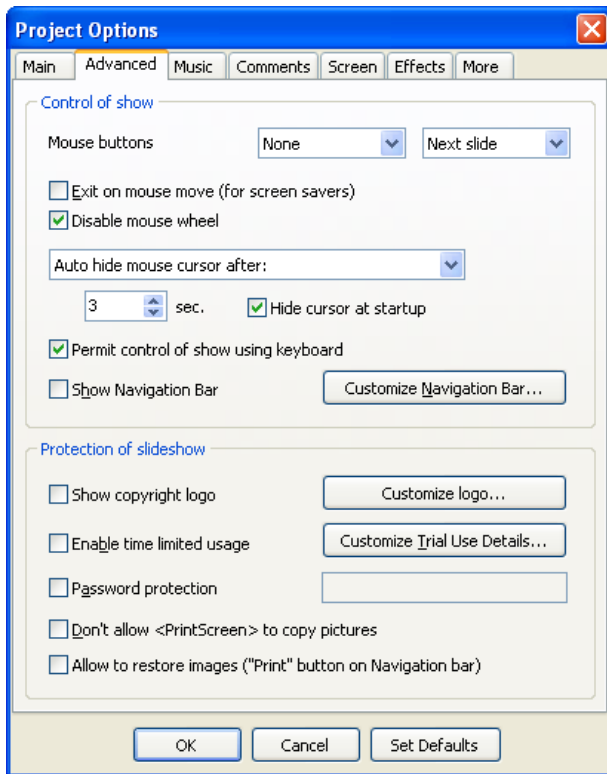 Project Options
Main Advanced Music Comments Screen Effects More
Control of show
Mouse buttons None Next slide
Exit on mouse move (for screen savers)
Disable mouse wheel
Auto hide mouse cursor after:
3 sec. Hide cursor at startup
Permit control of show using keyboard
Show Navigation Bar Customize Navigation Bar...
Protection of slideshow
Show copyright logo Customize logo...
Enable time limited usage Customize Trial Use Details...
Password protection
Don't allow <PrintScreen> to copy pictures
Allow to restore images ("Print" button on Navigation bar)
OK Cancel Set Defaults